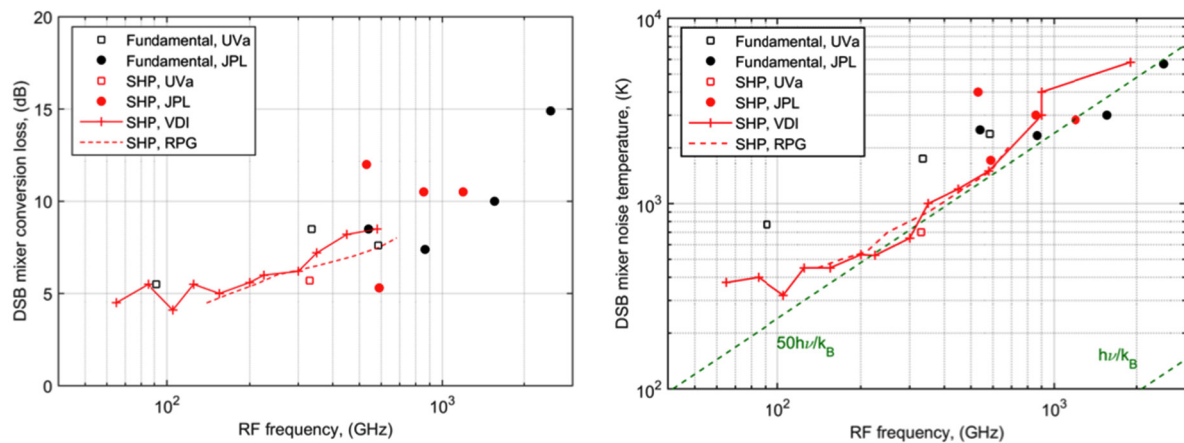 20
15
10
5
0
DSB mixer conversion loss, (dB)
Fundamental, UVa
Fundamental, JPL
SHP, UVa
SHP, JPL
SHP, VDI
SHP, RPG
10²
10³
RF frequency, (GHz)
10⁴
10³
10²
DSB mixer noise temperature, (K)
Fundamental, UVa
Fundamental, JPL
SHP, UVa
SHP, JPL
SHP, VDI
SHP, RPG
50hν/k_B
hν/k_B
10²
10³
RF frequency, (GHz)